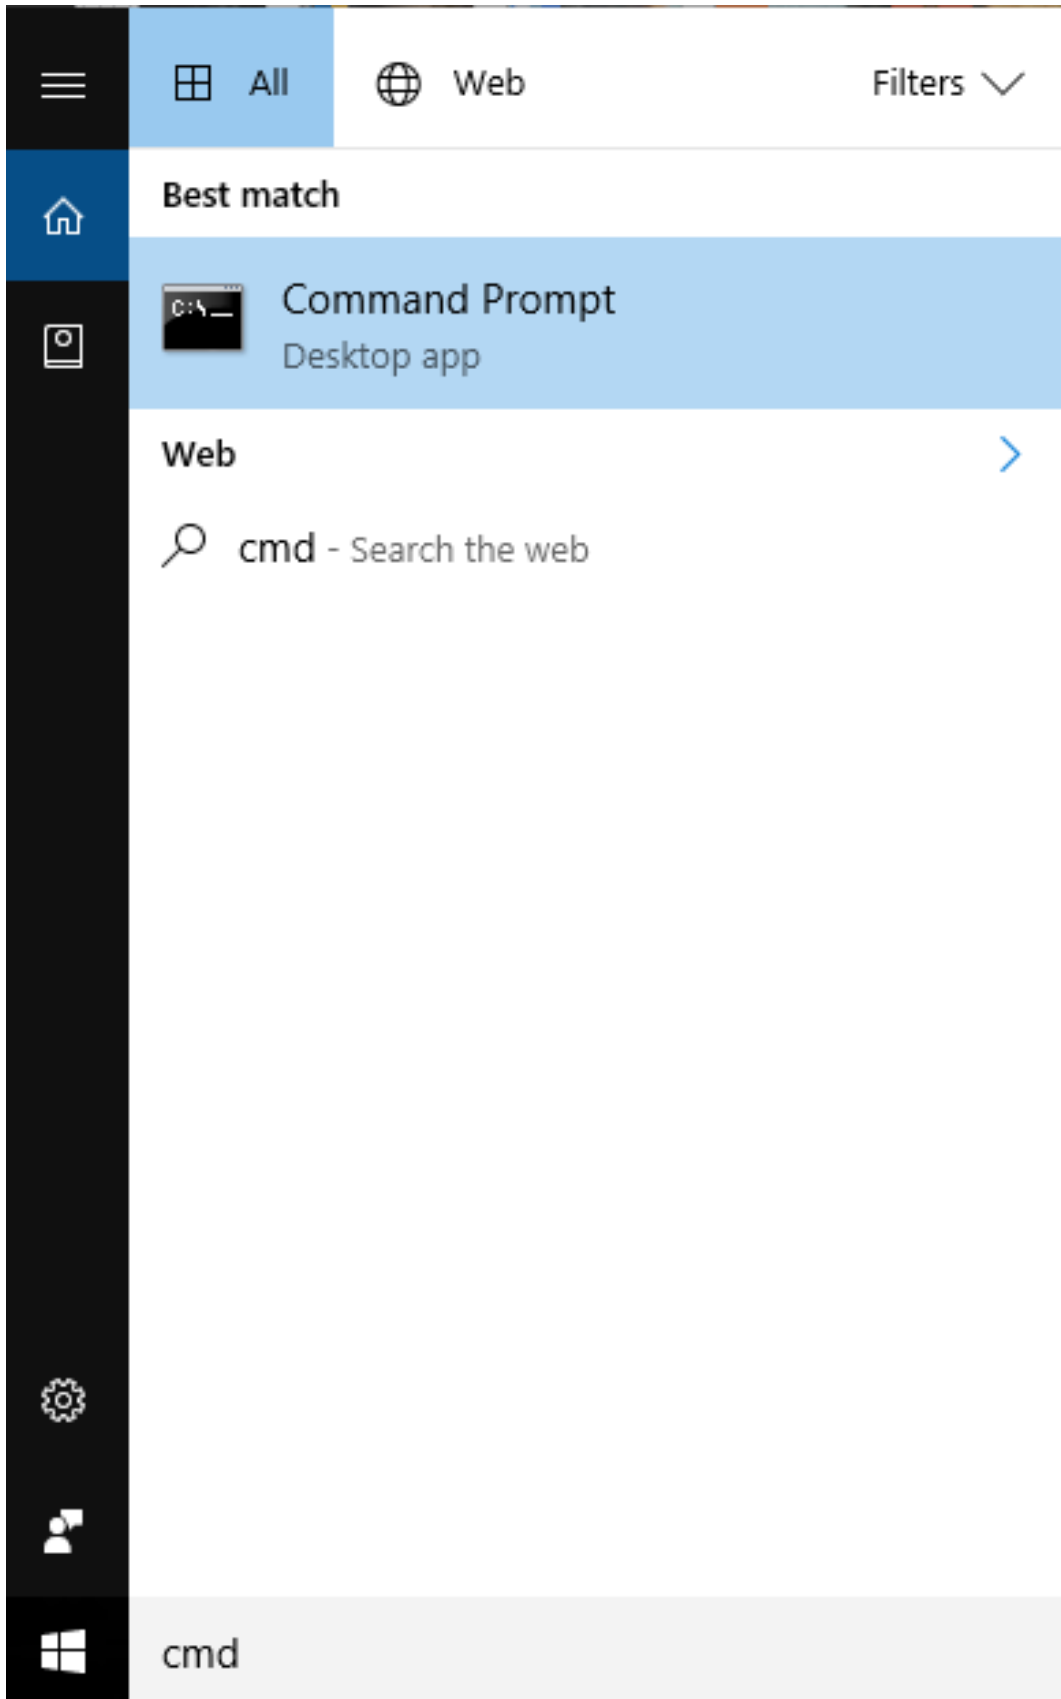 All Web Filters
Best match
C:\_
Command Prompt
Desktop app
Web
cmd - Search the web
cmd